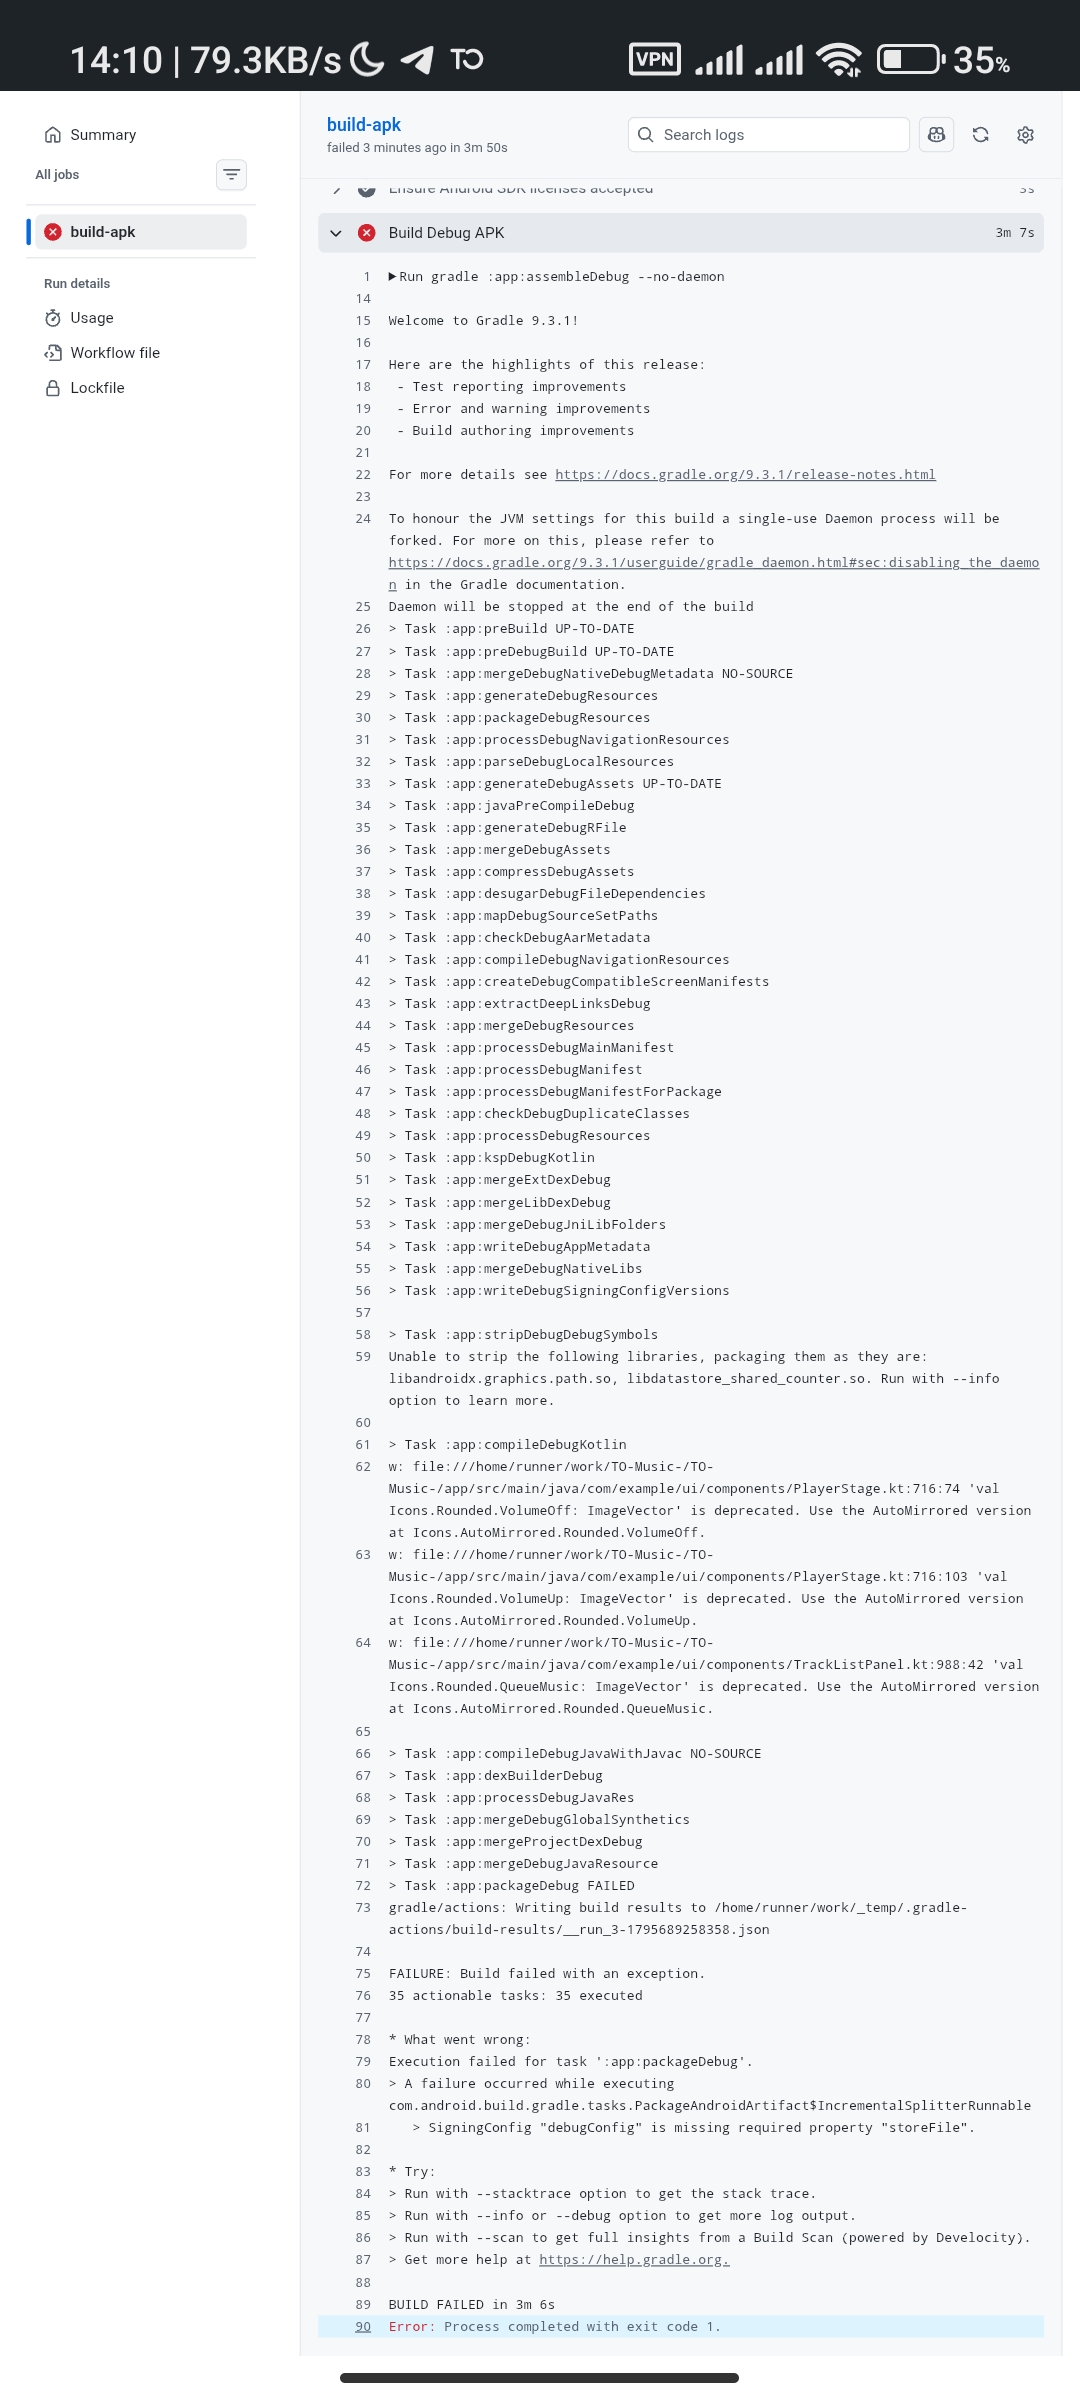 14:10 | 79.3KB/s TO VPN 35%
Summary
All jobs
build-apk
Run details
Usage
Workflow file
Lockfile
build-apk
failed 3 minutes ago in 3m 50s
Search logs
Ensure Android SDK licenses accepted 3s
Build Debug APK 3m 7s
1 Run gradle :app:assembleDebug --no-daemon
14
15 Welcome to Gradle 9.3.1!
16
17 Here are the highlights of this release:
18 - Test reporting improvements
19 - Error and warning improvements
20 - Build authoring improvements
21
22 For more details see https://docs.gradle.org/9.3.1/release-notes.html
23
24 To honour the JVM settings for this build a single-use Daemon process will be
forked. For more on this, please refer to
https://docs.gradle.org/9.3.1/userguide/gradle_daemon.html#sec:disabling_the_daemo
n in the Gradle documentation.
25 Daemon will be stopped at the end of the build
26 > Task :app:preBuild UP-TO-DATE
27 > Task :app:preDebugBuild UP-TO-DATE
28 > Task :app:mergeDebugNativeDebugMetadata NO-SOURCE
29 > Task :app:generateDebugResources
30 > Task :app:packageDebugResources
31 > Task :app:processDebugNavigationResources
32 > Task :app:parseDebugLocalResources
33 > Task :app:generateDebugAssets UP-TO-DATE
34 > Task :app:javaPreCompileDebug
35 > Task :app:generateDebugRFile
36 > Task :app:mergeDebugAssets
37 > Task :app:compressDebugAssets
38 > Task :app:desugarDebugFileDependencies
39 > Task :app:mapDebugSourceSetPaths
40 > Task :app:checkDebugAarMetadata
41 > Task :app:compileDebugNavigationResources
42 > Task :app:createDebugCompatibleScreenManifests
43 > Task :app:extractDeepLinksDebug
44 > Task :app:mergeDebugResources
45 > Task :app:processDebugMainManifest
46 > Task :app:processDebugManifest
47 > Task :app:processDebugManifestForPackage
48 > Task :app:checkDebugDuplicateClasses
49 > Task :app:processDebugResources
50 > Task :app:kspDebugKotlin
51 > Task :app:mergeExtDexDebug
52 > Task :app:mergeLibDexDebug
53 > Task :app:mergeDebugJniLibFolders
54 > Task :app:writeDebugAppMetadata
55 > Task :app:mergeDebugNativeLibs
56 > Task :app:writeDebugSigningConfigVersions
57
58 > Task :app:stripDebugDebugSymbols
59 Unable to strip the following libraries, packaging them as they are:
libandroidx.graphics.path.so, libdatastore_shared_counter.so. Run with --info
option to learn more.
60
61 > Task :app:compileDebugKotlin
62 w: file:///home/runner/work/TO-Music-/TO-
Music-/app/src/main/java/com/example/ui/components/PlayerStage.kt:716:74 'val
Icons.Rounded.VolumeOff: ImageVector' is deprecated. Use the AutoMirrored version
at Icons.AutoMirrored.Rounded.VolumeOff.
63 w: file:///home/runner/work/TO-Music-/TO-
Music-/app/src/main/java/com/example/ui/components/PlayerStage.kt:716:103 'val
Icons.Rounded.VolumeUp: ImageVector' is deprecated. Use the AutoMirrored version
at Icons.AutoMirrored.Rounded.VolumeUp.
64 w: file:///home/runner/work/TO-Music-/TO-
Music-/app/src/main/java/com/example/ui/components/TrackListPanel.kt:988:42 'val
Icons.Rounded.QueueMusic: ImageVector' is deprecated. Use the AutoMirrored version
at Icons.AutoMirrored.Rounded.QueueMusic.
65
66 > Task :app:compileDebugJavaWithJavac NO-SOURCE
67 > Task :app:dexBuilderDebug
68 > Task :app:processDebugJavaRes
69 > Task :app:mergeDebugGlobalSynthetics
70 > Task :app:mergeProjectDexDebug
71 > Task :app:mergeDebugJavaResource
72 > Task :app:packageDebug FAILED
73 gradle/actions: Writing build results to /home/runner/work/_temp/.gradle-
actions/build-results/__run_3-1795689258358.json
74
75 FAILURE: Build failed with an exception.
76 35 actionable tasks: 35 executed
77
78 * What went wrong:
79 Execution failed for task ':app:packageDebug'.
80 > A failure occurred while executing
com.android.build.gradle.tasks.PackageAndroidArtifact$IncrementalSplitterRunnable
81 > SigningConfig "debugConfig" is missing required property "storeFile".
82
83 * Try:
84 > Run with --stacktrace option to get the stack trace.
85 > Run with --info or --debug option to get more log output.
86 > Run with --scan to get full insights from a Build Scan (powered by Develocity).
87 > Get more help at https://help.gradle.org.
88
89 BUILD FAILED in 3m 6s
90 Error: Process completed with exit code 1.